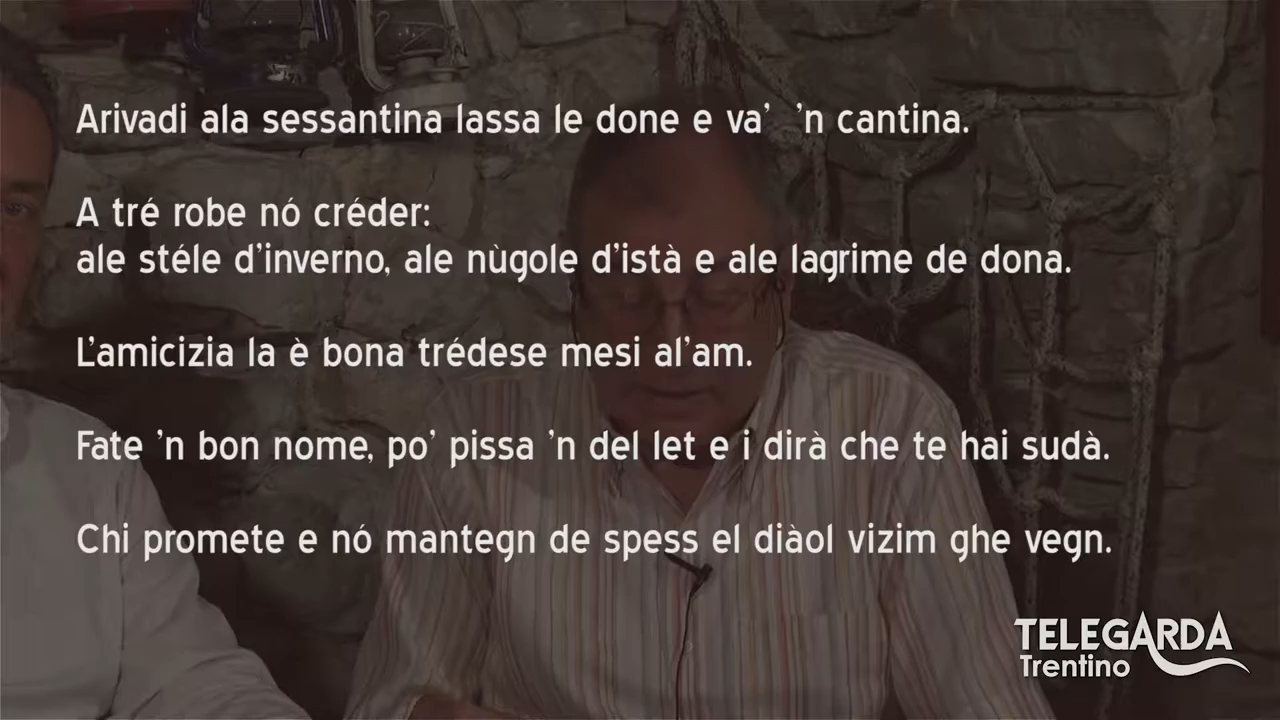 Arivadi ala sessantina lassa le done e va’ ’n cantina.
A tré robe nó créder:
ale stéle d’inverno, ale nùgole d’istà e ale lagrime de dona.
L’amicizia la è bona trédese mesi al’am.
Fate ’n bon nome, po’ pissa ’n del let e i dirà che te hai sudà.
Chi promete e nó mantegn de spess el diàol vizim ghe vegn.
TELEGARDA
Trentino